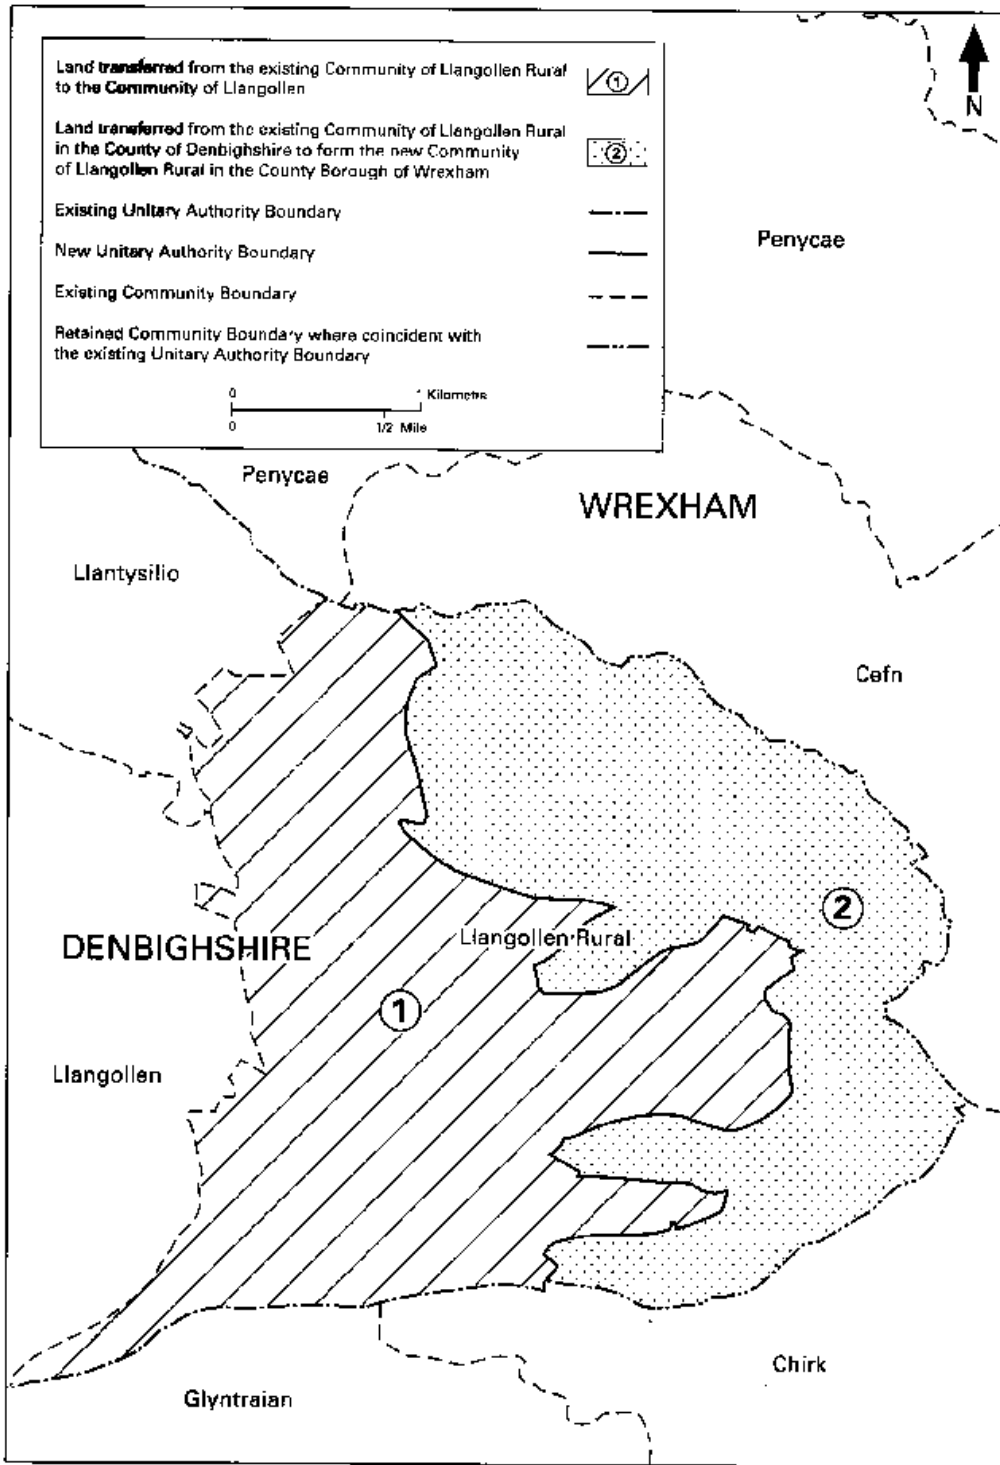 Land transferred from the existing Community of Llangollen Rural
to the Community of Llangollen
1
Land transferred from the existing Community of Llangollen Rural
in the County of Denbighshire to form the new Community
of Llangollen Rural in the County Borough of Wrexham
2
Existing Unitary Authority Boundary
New Unitary Authority Boundary
Existing Community Boundary
Retained Community Boundary where coincident with
the existing Unitary Authority Boundary
0 1 Kilometre
0 1/2 Mile
N
Penycae
Penycae
WREXHAM
Llantysilio
Cefn
2
Llangollen Rural
DENBIGHSHIRE
1
Llangollen
Chirk
Glyntraian